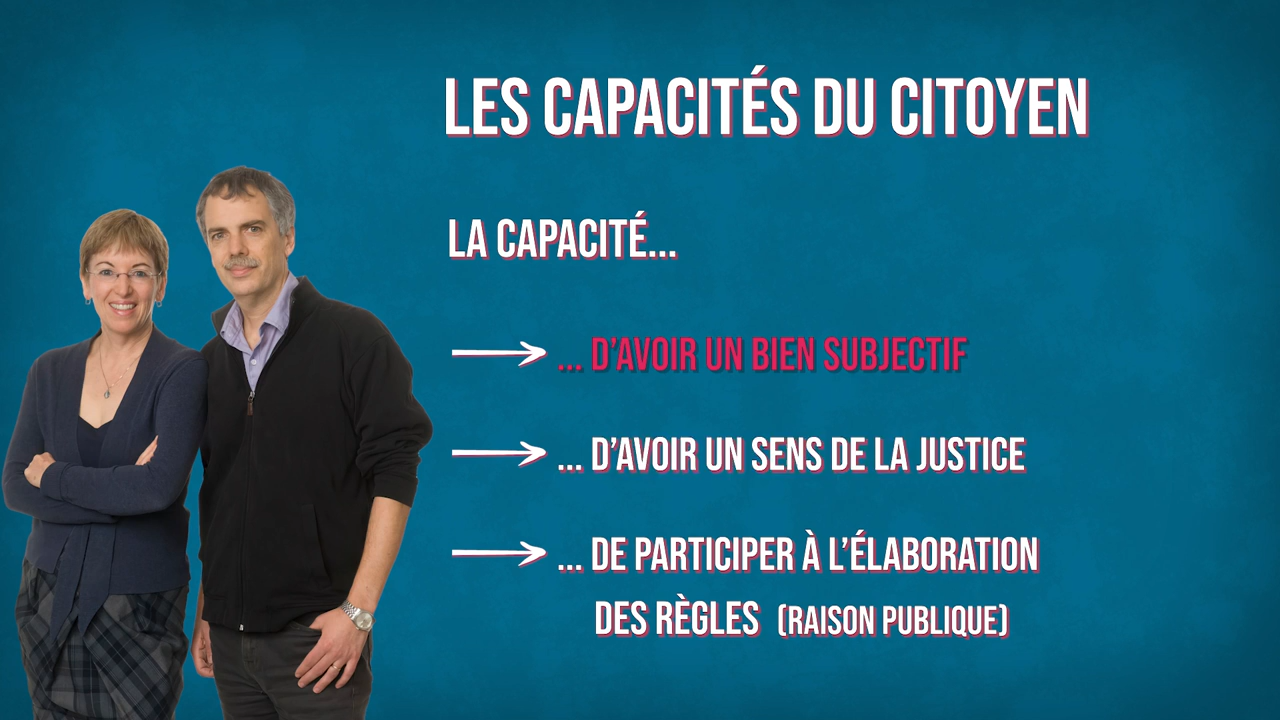 LES CAPACITÉS DU CITOYEN
LA CAPACITÉ...
... D'AVOIR UN BIEN SUBJECTIF
... D'AVOIR UN SENS DE LA JUSTICE
... DE PARTICIPER À L'ÉLABORATION
DES RÈGLES (RAISON PUBLIQUE)